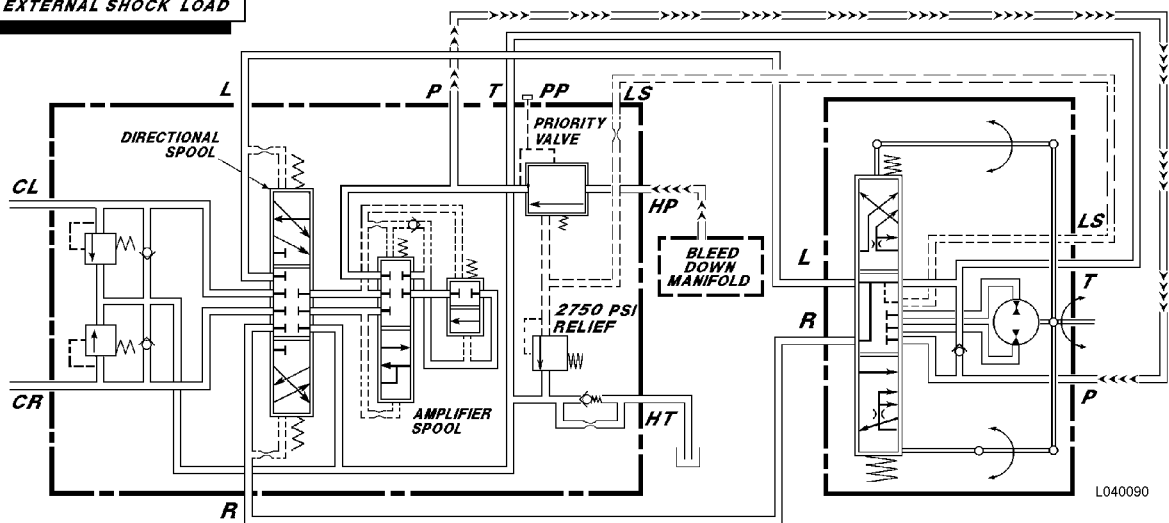 EXTERNAL SHOCK LOAD
L
P
T
PP
LS
DIRECTIONAL
SPOOL
PRIORITY
VALVE
CL
HP
BLEED
DOWN
MANIFOLD
LS
L
T
R
2750 PSI
RELIEF
P
CR
AMPLIFIER
SPOOL
HT
R
L040090